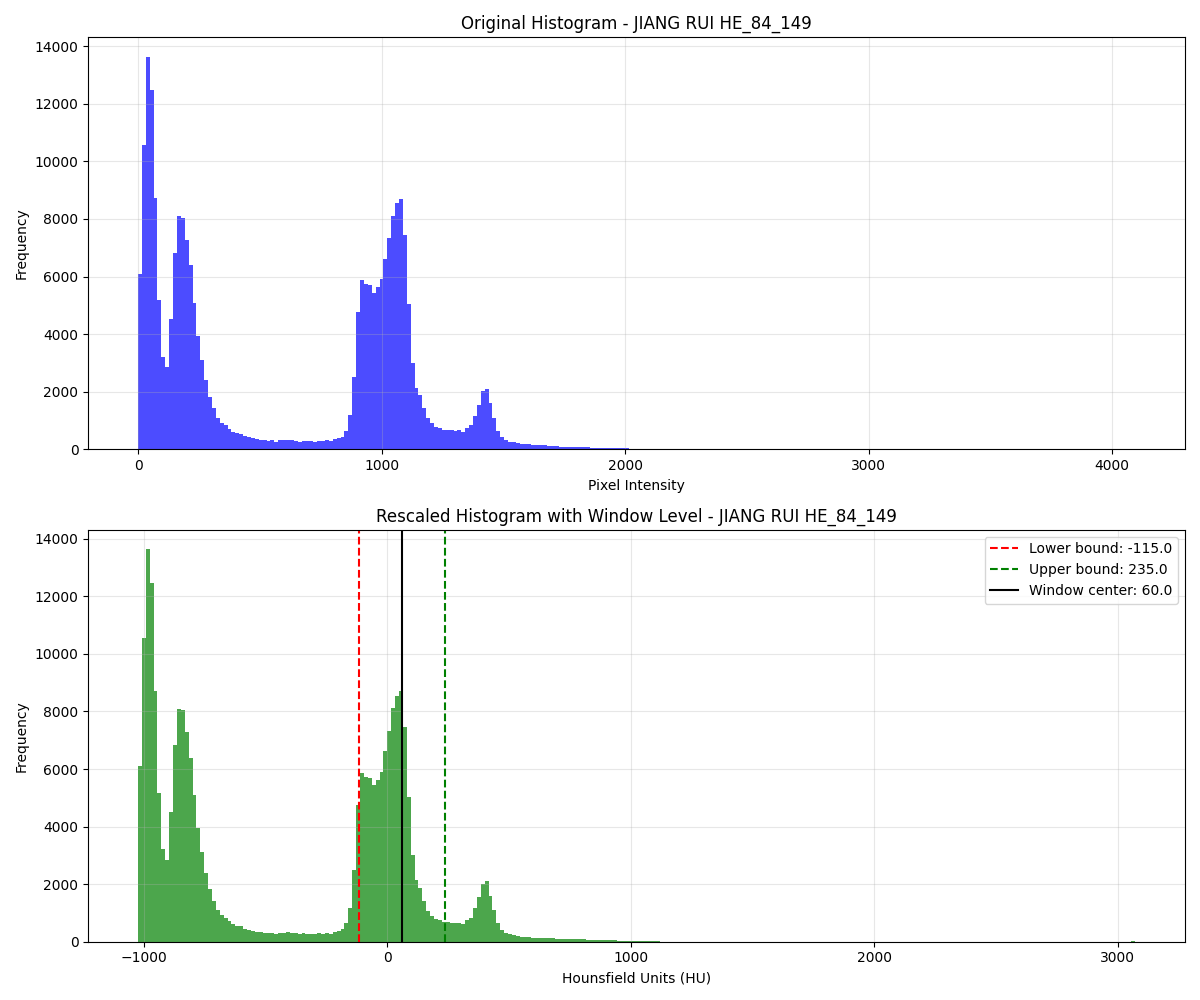 Original Histogram - JIANG RUI HE_84_149
14000
12000
10000
8000
6000
4000
2000
0
Frequency
0 1000 2000 3000 4000
Pixel Intensity
Rescaled Histogram with Window Level - JIANG RUI HE_84_149
Lower bound: -115.0
Upper bound: 235.0
Window center: 60.0
14000
12000
10000
8000
6000
4000
2000
0
Frequency
−1000 0 1000 2000 3000
Hounsfield Units (HU)